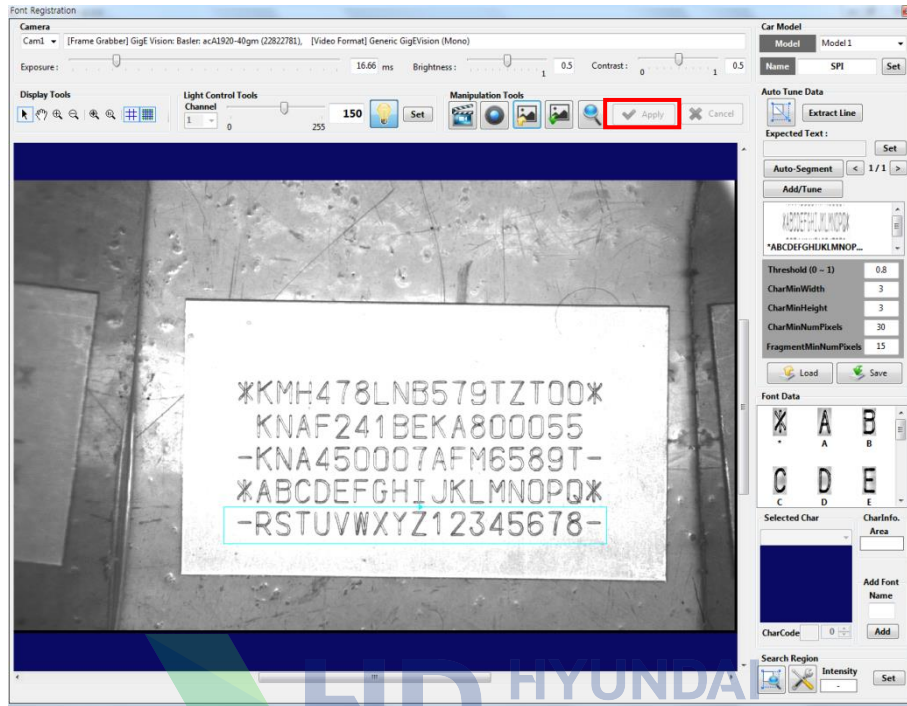 Font Registration
Camera
Cam1 [Frame Grabber] GigE Vision: Basler: acA1920-40gm (22822781), [Video Format] Generic GigEVision (Mono)
Exposure : 16.66 ms Brightness : 1 0.5 Contrast : 0 1 0.5
Display Tools
Light Control Tools
Channel
1 0 255 150 Set
Manipulation Tools
Apply Cancel
Car Model
Model Model 1
Name SPI Set
Auto Tune Data
Extract Line
Expected Text :
Set
Auto-Segment < 1 / 1 >
Add/Tune
*ABCDEFGHIJKLMNOPQ*
"ABCDEFGHIJKLMNOP...
Threshold (0 ~ 1) 0.8
CharMinWidth 3
CharMinHeight 3
CharMinNumPixels 30
FragmentMinNumPixels 15
Load Save
Font Data
* A B
* A B
C D E
C D E
Selected Char CharInfo.
Area
Add Font
Name
CharCode 0 Add
Search Region
Intensity
- Set
*KMH478LNB579TZT00*
KNAF241BEKA800055
-KNA450007AFM6589T-
*ABCDEFGHIJKLMNOPQ*
-RSTUVWXYZ12345678-
HYUNDAI